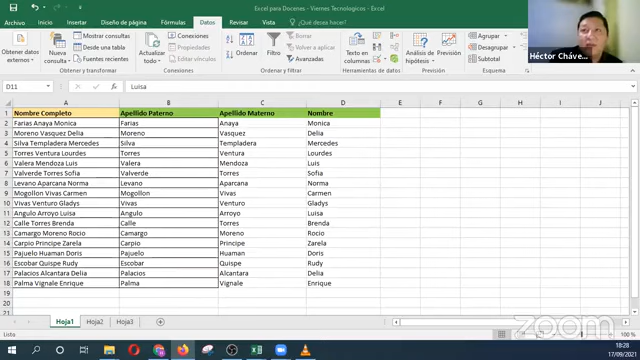 Excel para Docenes - Viernes Tecnologicos - Excel
Archivo Inicio Insertar Diseño de página Fórmulas Datos Revisar Vista ¿Qué desea hacer?
Obtener datos externos
Nueva consulta
Mostrar consultas
Desde una tabla
Fuentes recientes
Obtener y transformar
Actualizar todo
Conexiones
Propiedades
Editar vínculos
Conexiones
Ordenar
Filtro
Borrar
Volver a aplicar
Avanzadas
Ordenar y filtrar
Texto en columnas
Herramientas de datos
Análisis de hipótesis
Previsión
Agrupar
Desagrupar
Subtotal
Esquema
Héctor Cháve...
D11
Luisa
A B C D E F G H I J
1 Nombre Completo Apellido Paterno Apellido Materno Nombre
2 Farias Anaya Monica Farias Anaya Monica
3 Moreno Vasquez Delia Moreno Vasquez Delia
4 Silva Templadera Mercedes Silva Templadera Mercedes
5 Torres Ventura Lourdes Torres Ventura Lourdes
6 Valera Mendoza Luis Valera Mendoza Luis
7 Valverde Torres Sofia Valverde Torres Sofia
8 Levano Aparcana Norma Levano Aparcana Norma
9 Mogollon Vivas Carmen Mogollon Vivas Carmen
10 Vivas Venturo Gladys Vivas Venturo Gladys
11 Angulo Arroyo Luisa Angulo Arroyo Luisa
12 Calle Torres Brenda Calle Torres Brenda
13 Camargo Moreno Rocio Camargo Moreno Rocio
14 Carpio Principe Zarela Carpio Principe Zarela
15 Pajuelo Huaman Doris Pajuelo Huaman Doris
16 Escobar Quispe Rudy Escobar Quispe Rudy
17 Palacios Alcantara Delia Palacios Alcantara Delia
18 Palma Vignale Enrique Palma Vignale Enrique
19
20
21
Hoja1 Hoja2 Hoja3
Listo
100 %
zoom
18:28
17/09/2021